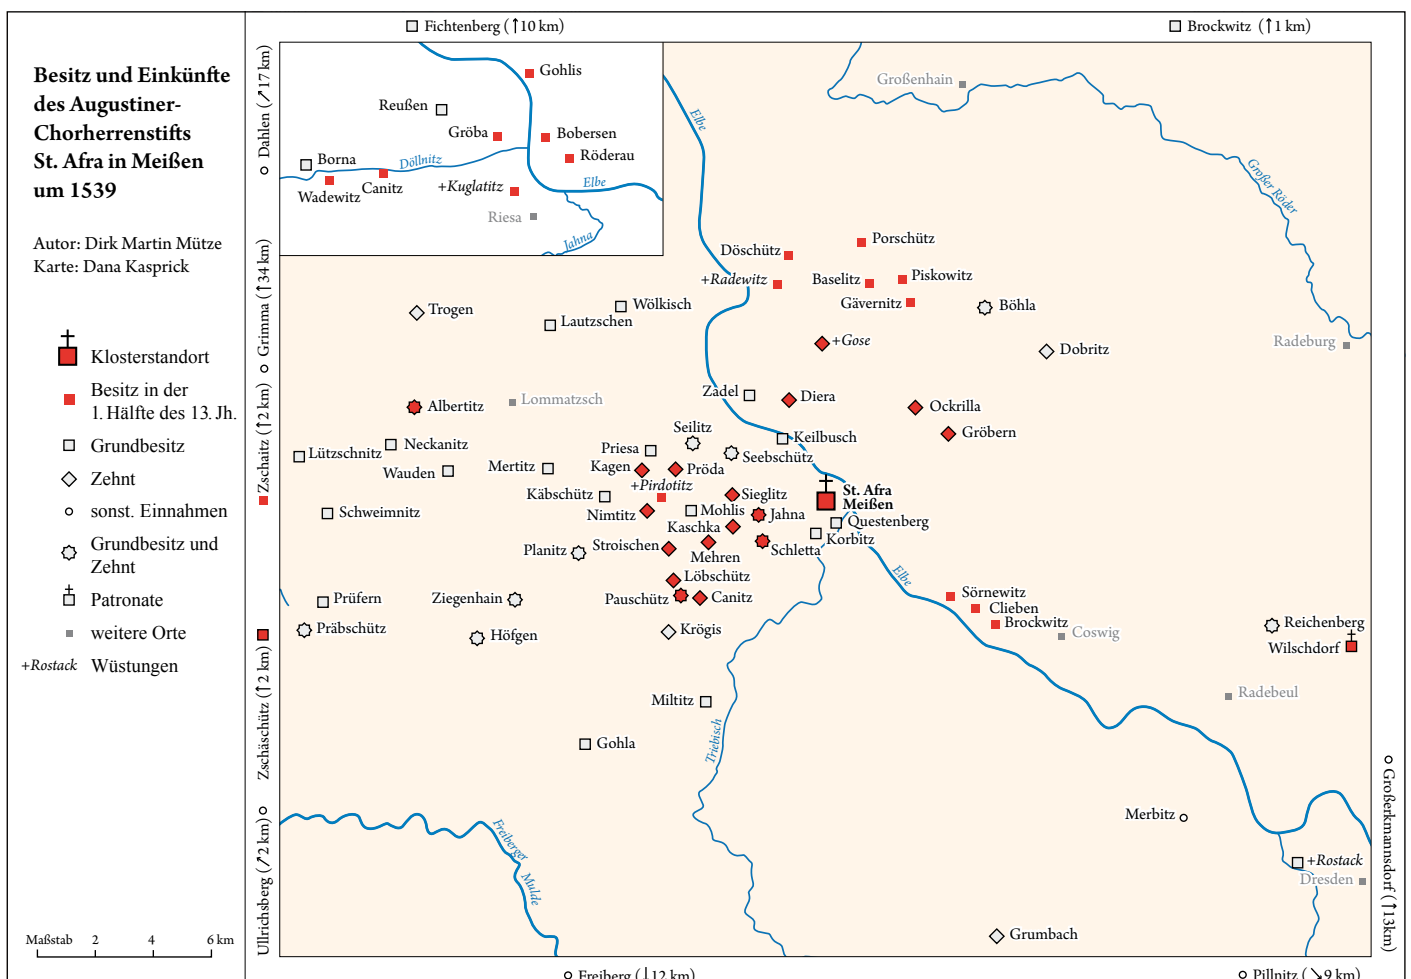 Besitz und Einkünfte
des Augustiner-
Chorherrenstifts
St. Afra in Meißen
um 1539
Autor: Dirk Martin Mütze
Karte: Dana Kasprick
Klosterstandort
Besitz in der
1. Hälfte des 13. Jh.
Grundbesitz
Zehnt
sonst. Einnahmen
Grundbesitz und
Zehnt
Patronate
weitere Orte
+Rostack Wüstungen
Maßstab 2 4 6 km
Fichtenberg (↑10 km)
Brockwitz (↑1 km)
Dahlen (↗17 km)
Grimma (↑34 km)
Zschaitz (↑2 km)
Zschäschütz (↑2 km)
Ullrichsberg (↗2 km)
Freiberg (↓12 km)
Pillnitz (↘9 km)
Großerkmannsdorf (↑13km)
Gohlis
Reußen
Gröba
Bobersen
Röderau
Borna
Döllnitz
Wadewitz
Canitz
+Kuglatitz
Elbe
Riesa
Jahna
Elbe
Großenhain
Großer Röder
Porschütz
Döschütz
+Radewitz
Baselitz
Piskowitz
Gävernitz
Böhla
Trogen
Wölkisch
Lautzschen
+Gose
Dobritz
Radeburg
Albertitz
Lommatzsch
Zadel
Diera
Ockrilla
Gröbern
Seilitz
Keilbusch
Seebschütz
Neckanitz
Lützschnitz
Wauden
Mertitz
Priesa
Kagen
Pröda
+Pirdotitz
Käbschütz
Sieglitz
St. Afra
Meißen
Schweimnitz
Nimtitz
Mohlis
Jahna
Kaschka
Questenberg
Korbitz
Planitz
Stroischen
Mehren
Schletta
Löbschütz
Elbe
Prüfern
Ziegenhain
Pauschütz
Canitz
Sörnewitz
Clieben
Brockwitz
Coswig
Präbschütz
Höfgen
Krögis
Reichenberg
Wilschdorf
Radebeul
Miltitz
Gohla
Triebisch
Freiberger
Mulde
Merbitz
+Rostack
Dresden
Grumbach